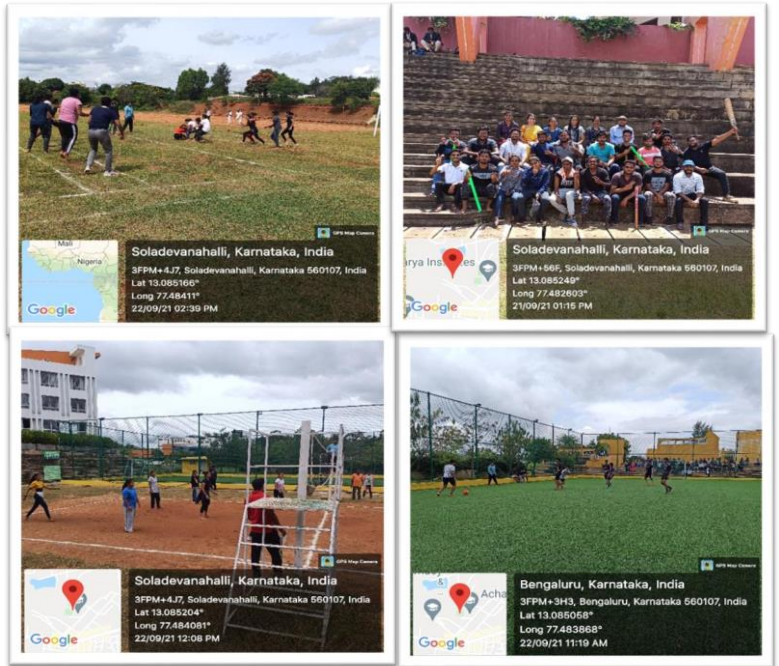 GPS Map Camera
Mali
Nigeria
Google
Soladevanahalli, Karnataka, India
3FPM+4J7, Soladevanahalli, Karnataka 560107, India
Lat 13.085166°
Long 77.48411°
22/09/21 02:39 PM
GPS Map Camera
arya Ins es
Google
Soladevanahalli, Karnataka, India
3FPM+56F, Soladevanahalli, Karnataka 560107, India
Lat 13.085249°
Long 77.482603°
21/09/21 01:15 PM
GPS Map Camera
Google
Soladevanahalli, Karnataka, India
3FPM+4J7, Soladevanahalli, Karnataka 560107, India
Lat 13.085204°
Long 77.484081°
22/09/21 12:08 PM
GPS Map Camera
&
Acha
Google
Bengaluru, Karnataka, India
3FPM+3H3, Bengaluru, Karnataka 560107, India
Lat 13.085058°
Long 77.483868°
22/09/21 11:19 AM